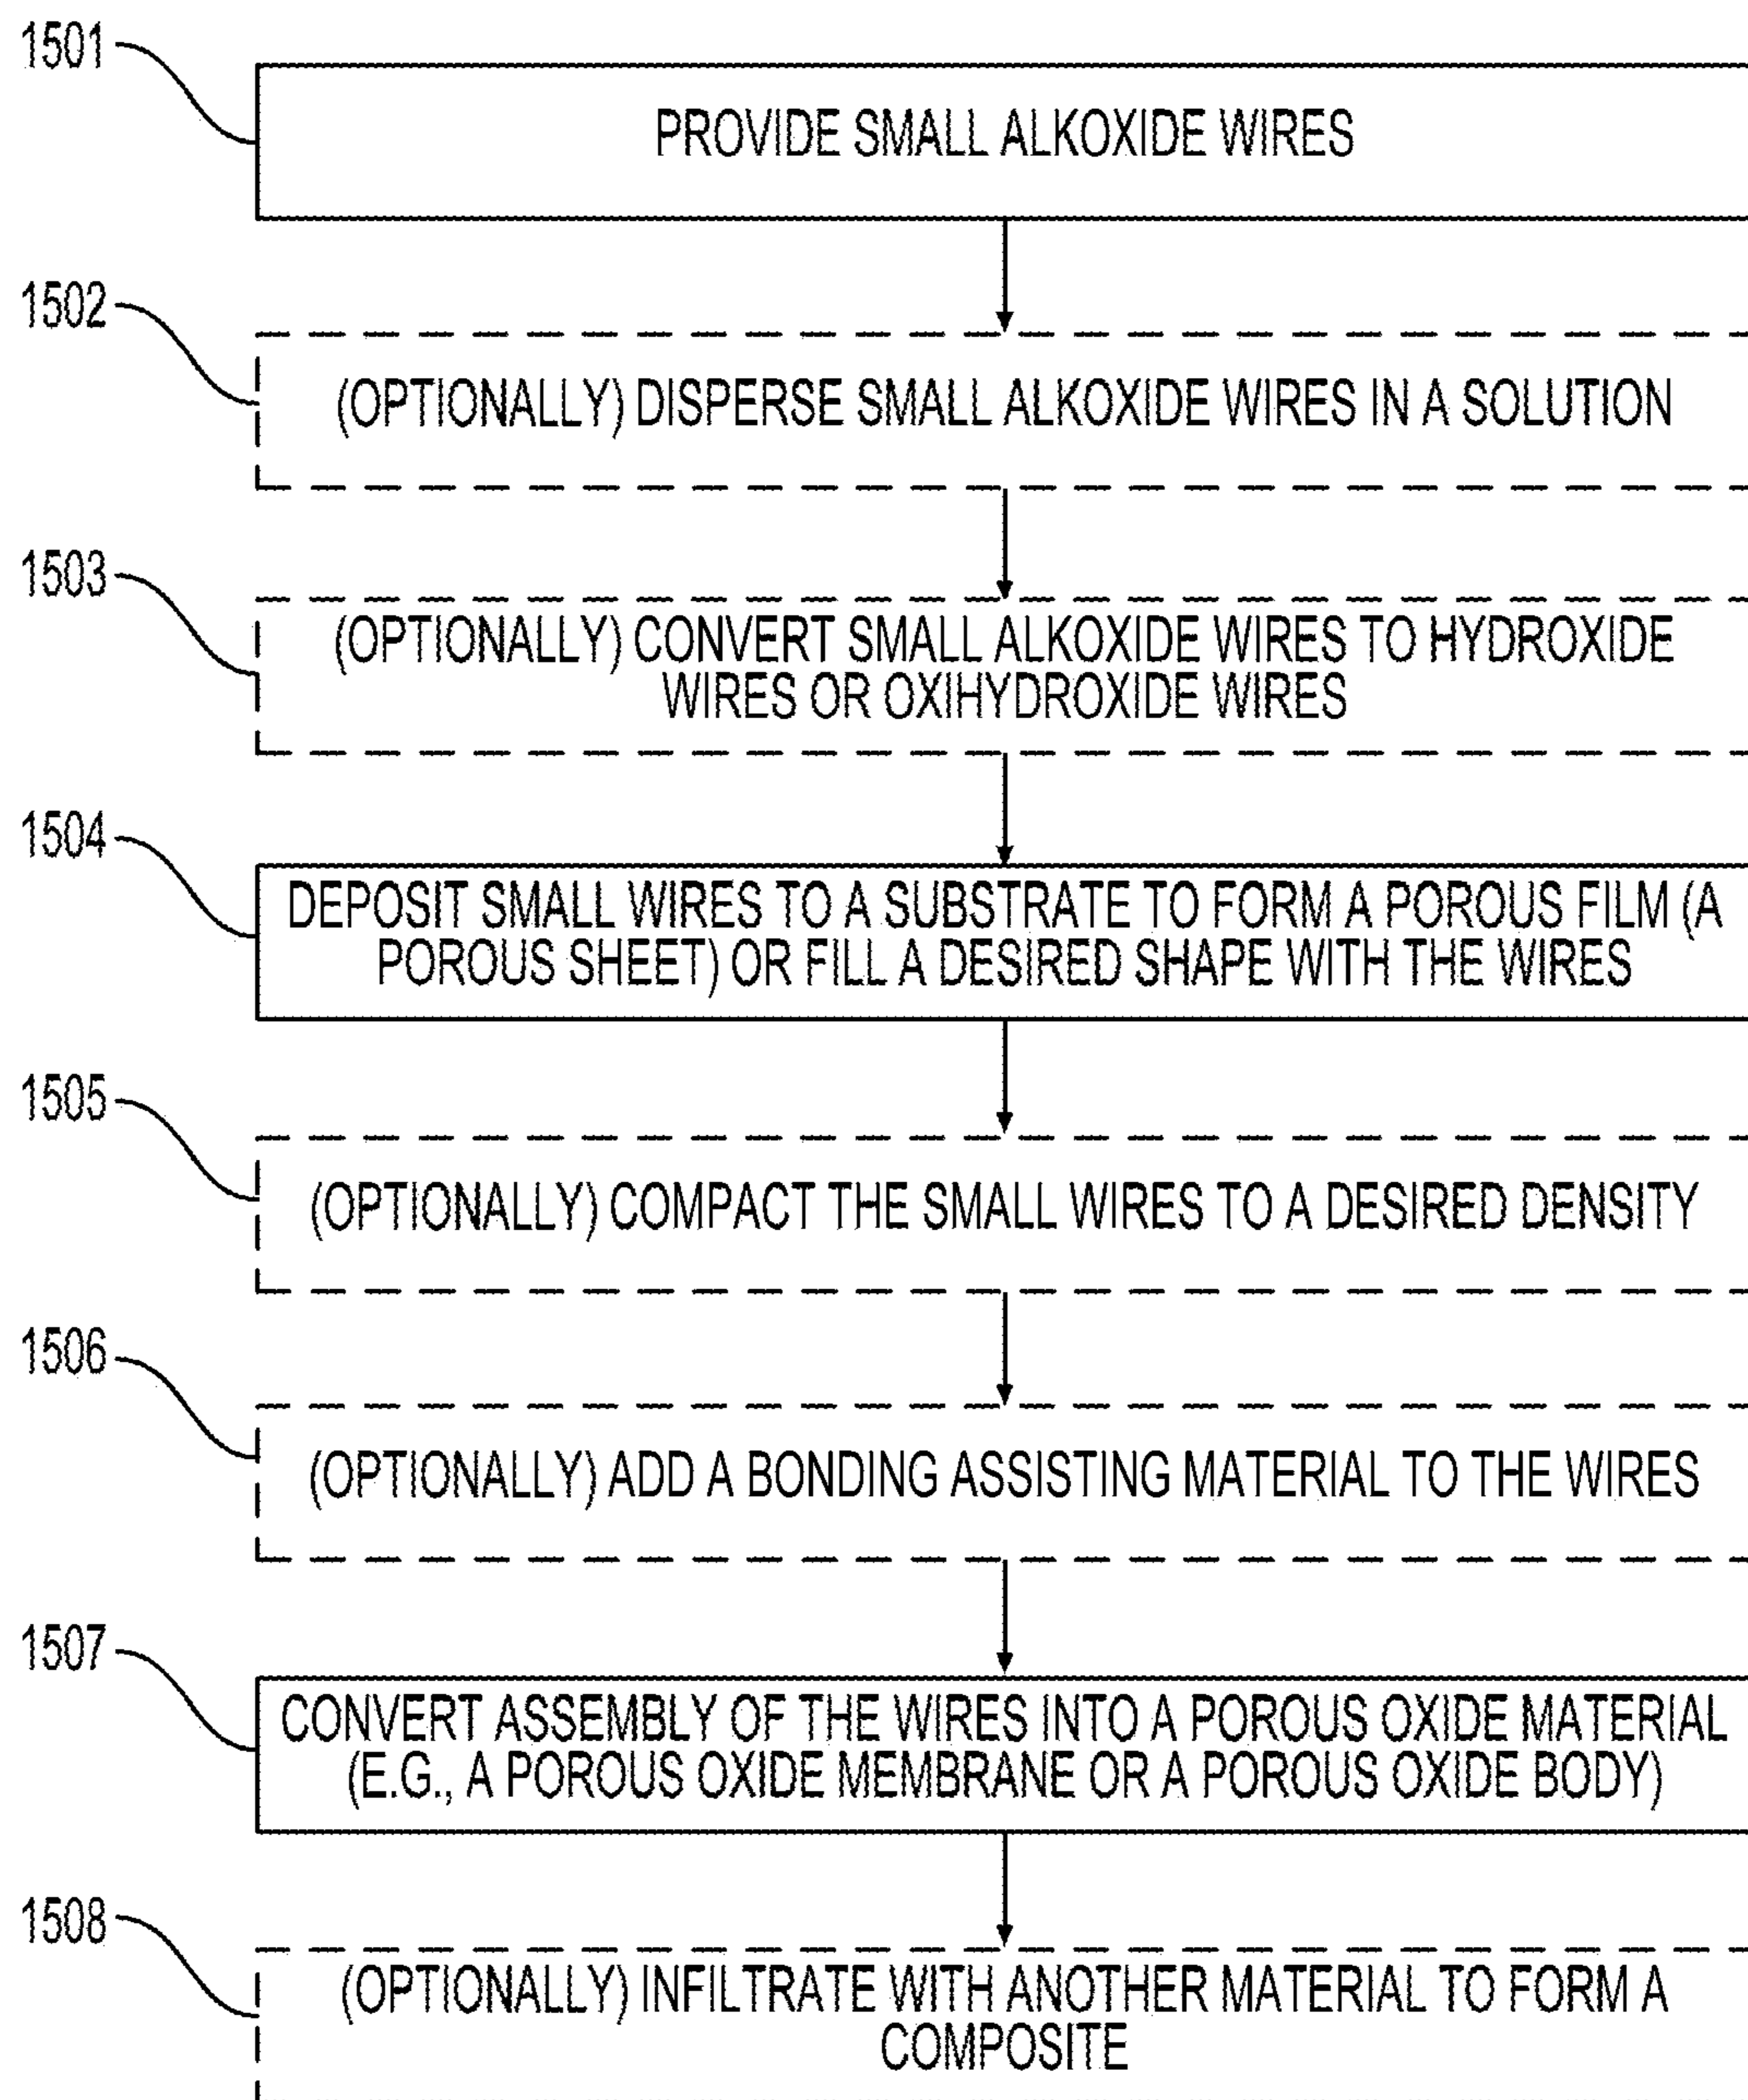 1501
PROVIDE SMALL ALKOXIDE WIRES
1502
(OPTIONALLY) DISPERSE SMALL ALKOXIDE WIRES IN A SOLUTION
1503
(OPTIONALLY) CONVERT SMALL ALKOXIDE WIRES TO HYDROXIDE
WIRES OR OXIHYDROXIDE WIRES
1504
DEPOSIT SMALL WIRES TO A SUBSTRATE TO FORM A POROUS FILM (A
POROUS SHEET) OR FILL A DESIRED SHAPE WITH THE WIRES
1505
(OPTIONALLY) COMPACT THE SMALL WIRES TO A DESIRED DENSITY
1506
(OPTIONALLY) ADD A BONDING ASSISTING MATERIAL TO THE WIRES
1507
CONVERT ASSEMBLY OF THE WIRES INTO A POROUS OXIDE MATERIAL
(E.G., A POROUS OXIDE MEMBRANE OR A POROUS OXIDE BODY)
1508
(OPTIONALLY) INFILTRATE WITH ANOTHER MATERIAL TO FORM A
COMPOSITE